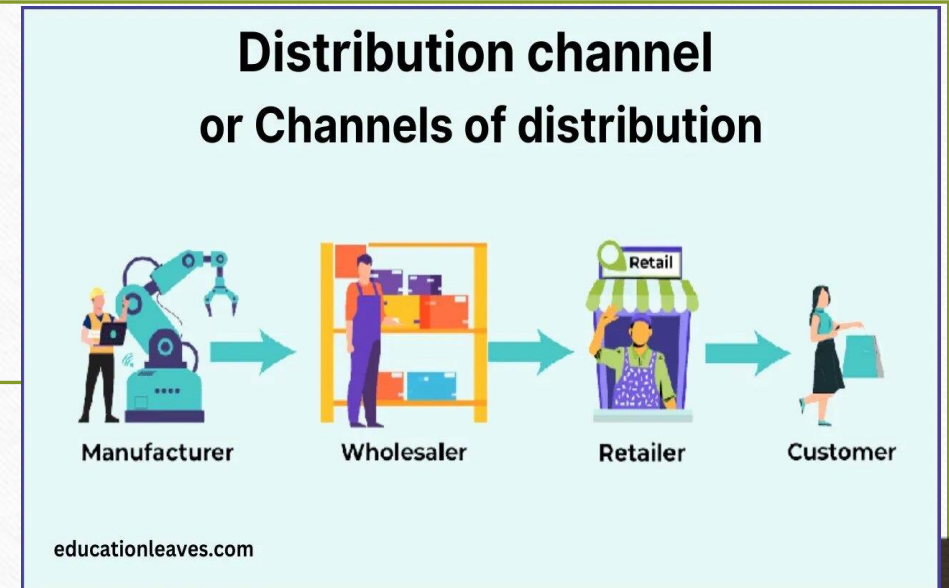 Distribution channel
or Channels of distribution
Retail
Manufacturer
Wholesaler
Retailer
Customer
educationleaves.com